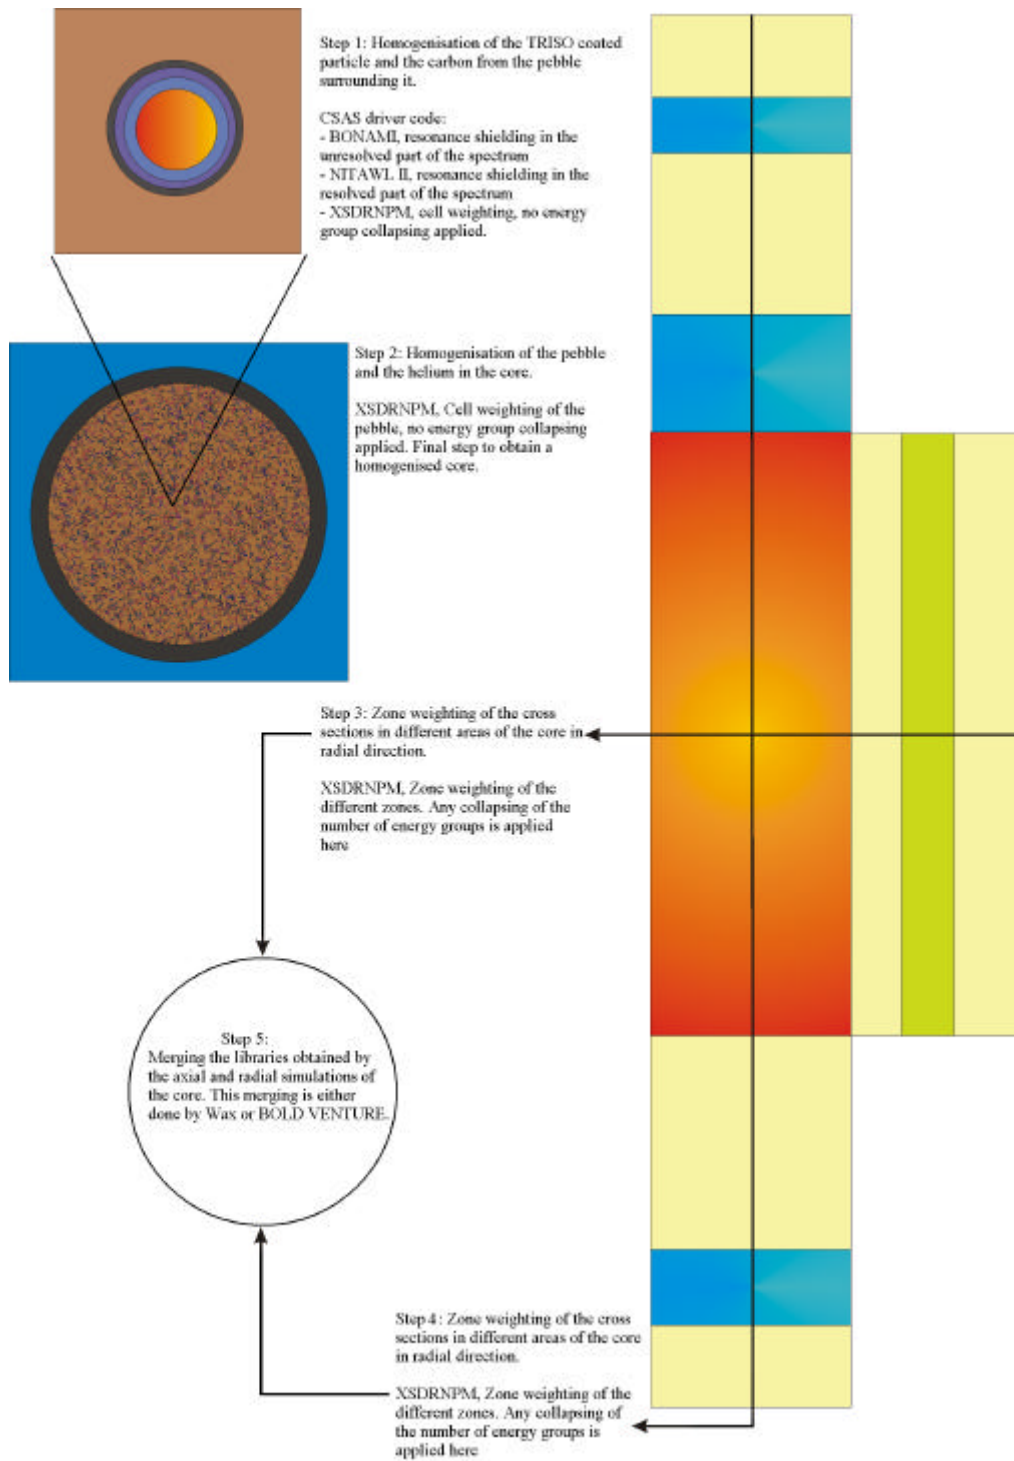 Step 1: Homogenisation of the TRISO coated
particle and the carbon from the pebble
surrounding it.
CSAS driver code:
- BONAMI, resonance shielding in the
unresolved part of the spectrum
- NITAWL II, resonance shielding in the
resolved part of the spectrum
- XSDRNPM, cell weighting, no energy
group collapsing applied.
Step 2: Homogenisation of the pebble
and the helium in the core.
XSDRNPM, Cell weighting of the
pebble, no energy group collapsing
applied. Final step to obtain a
homogenised core.
Step 3: Zone weighting of the cross
sections in different areas of the core in
radial direction.
XSDRNPM, Zone weighting of the
different zones. Any collapsing of the
number of energy groups is applied
here
Step 5:
Merging the libraries obtained by
the axial and radial simulations of
the core. This merging is either
done by Wax or BOLD VENTURE.
Step 4: Zone weighting of the cross
sections in different areas of the core
in radial direction.
XSDRNPM, Zone weighting of the
different zones. Any collapsing of
the number of energy groups is
applied here